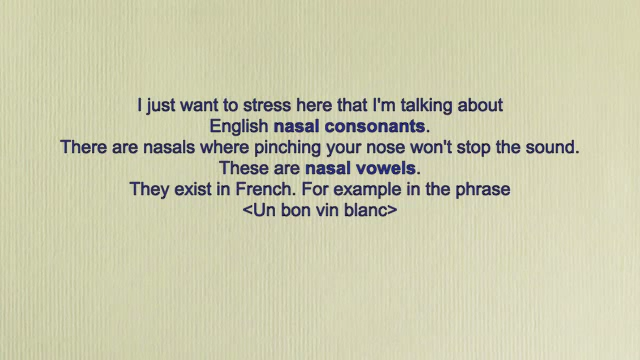 I just want to stress here that I'm talking about
English nasal consonants.
There are nasals where pinching your nose won't stop the sound.
These are nasal vowels.
They exist in French. For example in the phrase
<Un bon vin blanc>